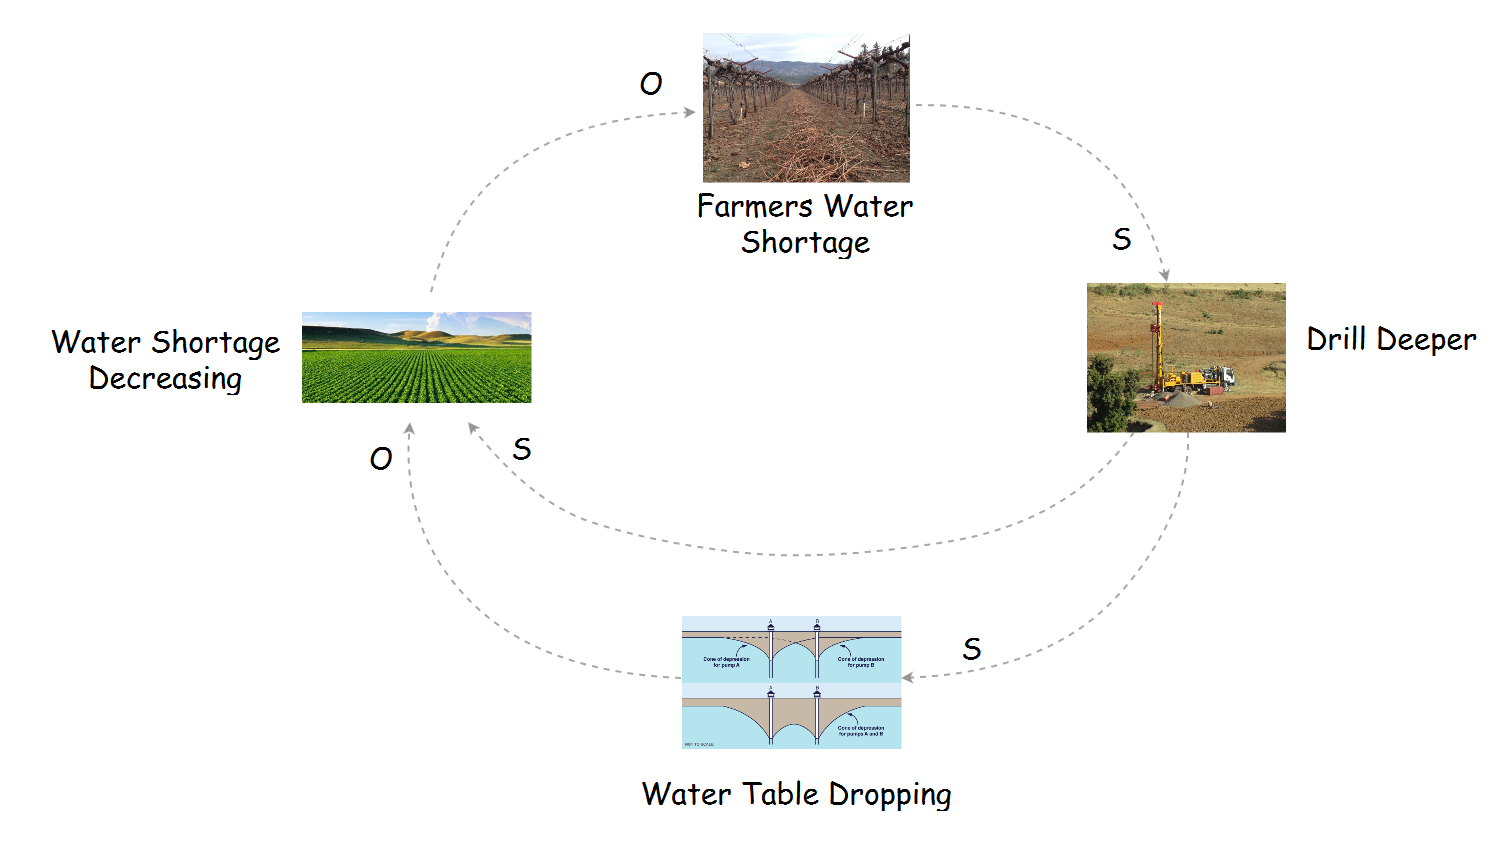 O
Farmers Water
Shortage
S
Drill Deeper
Water Shortage
Decreasing
O
S
S
A
B
Cone of depression
for pump A
Cone of depression
for pump B
A
B
Cone of depression
for pumps A and B
NOT TO SCALE
Water Table Dropping